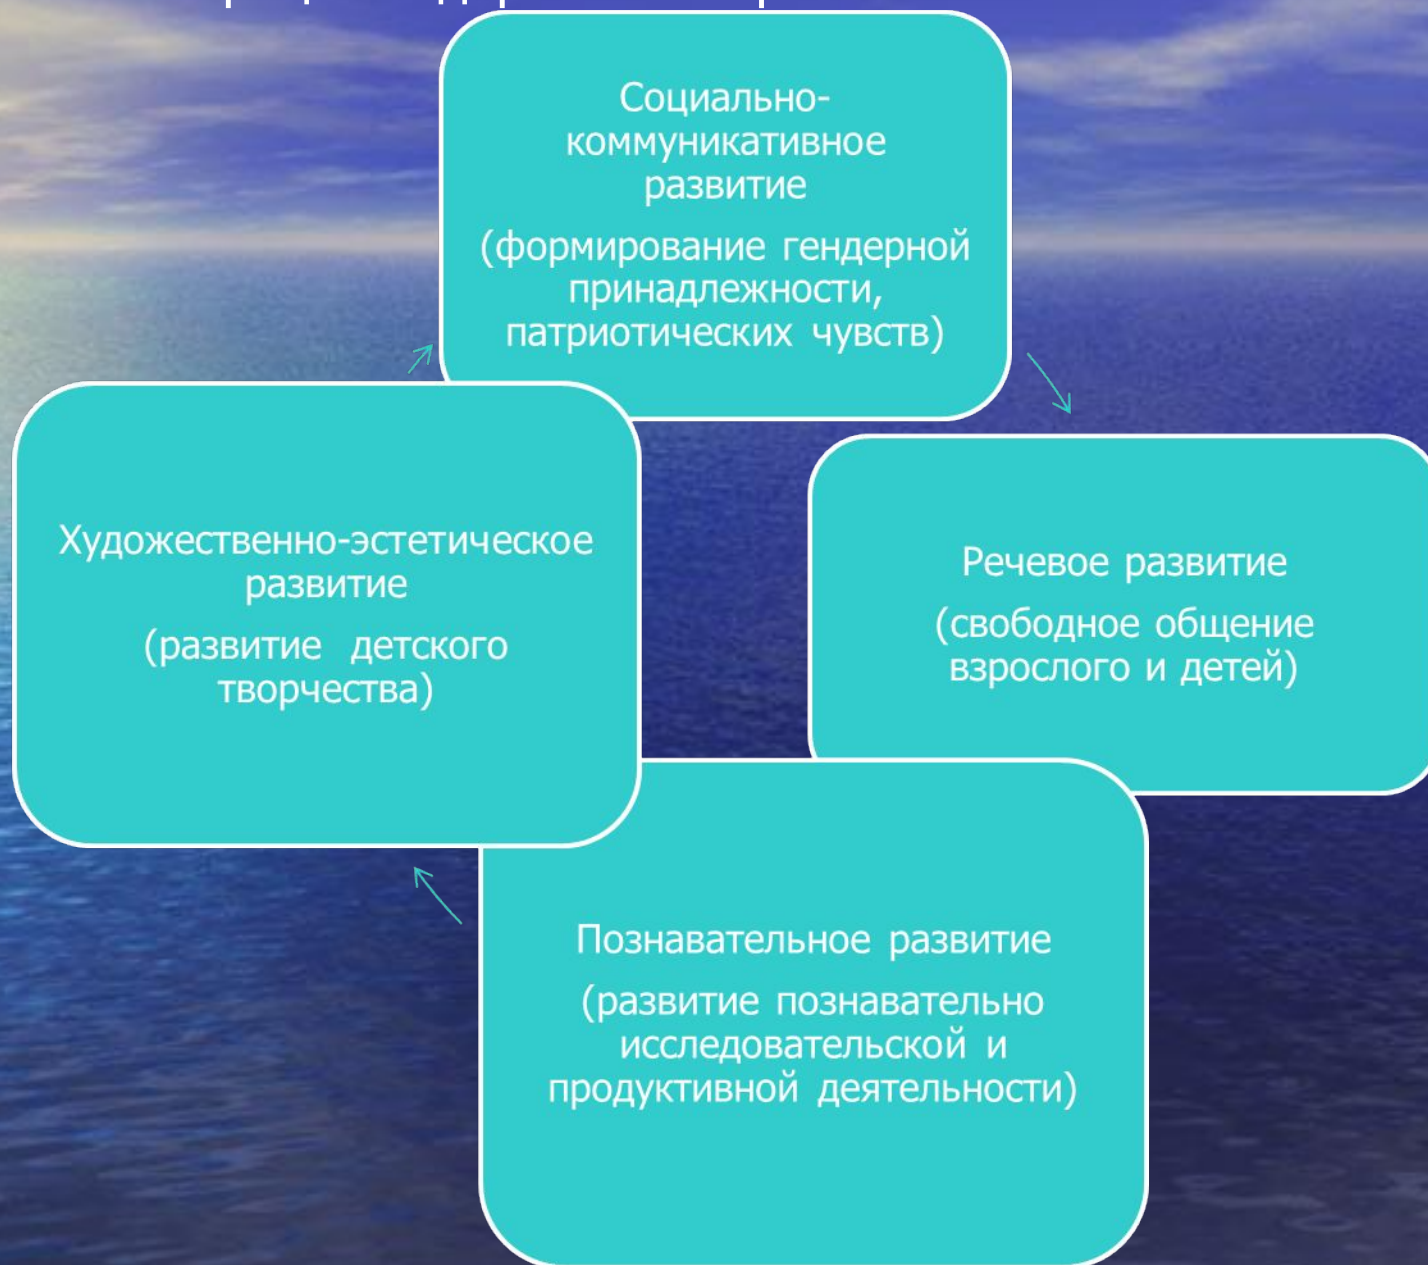 Социально-
коммуникативное
развитие
(формирование гендерной
принадлежности,
патриотических чувств)
Художественно-эстетическое
развитие
(развитие детского
творчества)
Речевое развитие
(свободное общение
взрослого и детей)
Познавательное развитие
(развитие познавательно
исследовательской и
продуктивной деятельности)